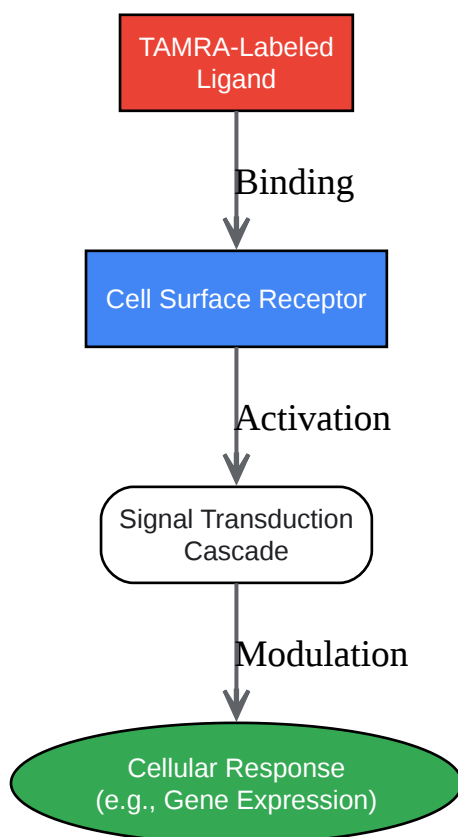 TAMRA-Labeled
Ligand
Binding
Cell Surface Receptor
Activation
Signal Transduction
Cascade
Modulation
Cellular Response
(e.g., Gene Expression)